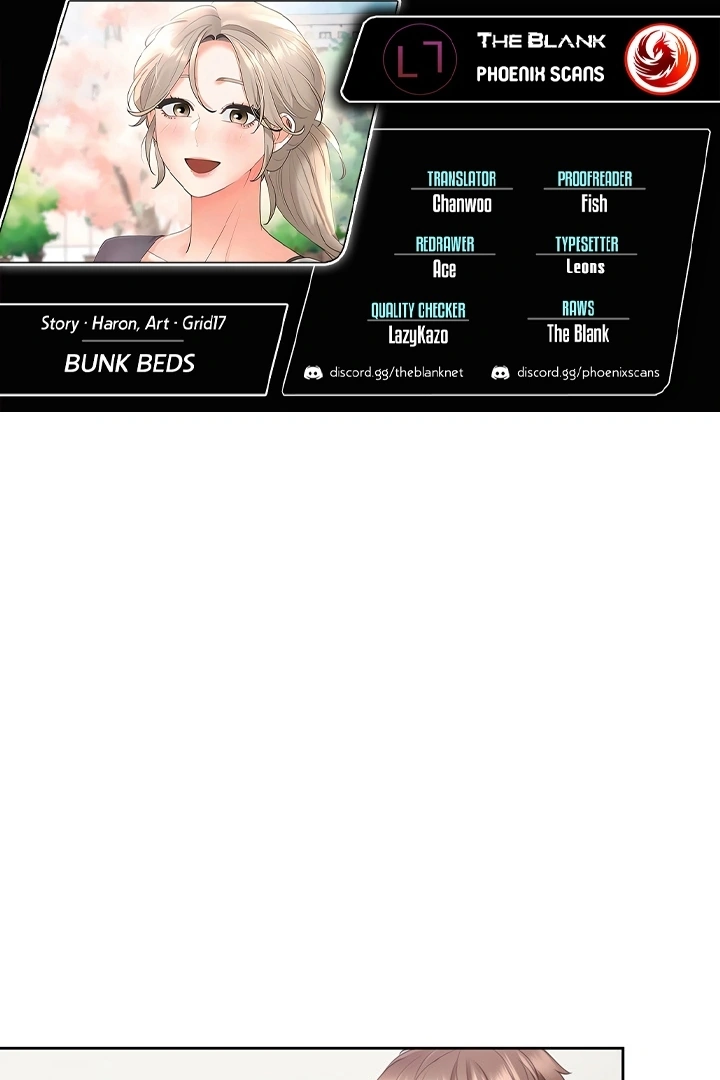 THE BLANK
PHOENIX SCANS
TRANSLATOR
Chanwoo
PROOFREADER
Fish
REDRAWER
Ace
TYPESETTER
Leons
QUALITY CHECKER
LazyKazo
RAWS
The Blank
Story · Haron, Art · Grid17
BUNK BEDS
discord.gg/theblanknet
discord.gg/phoenixscans